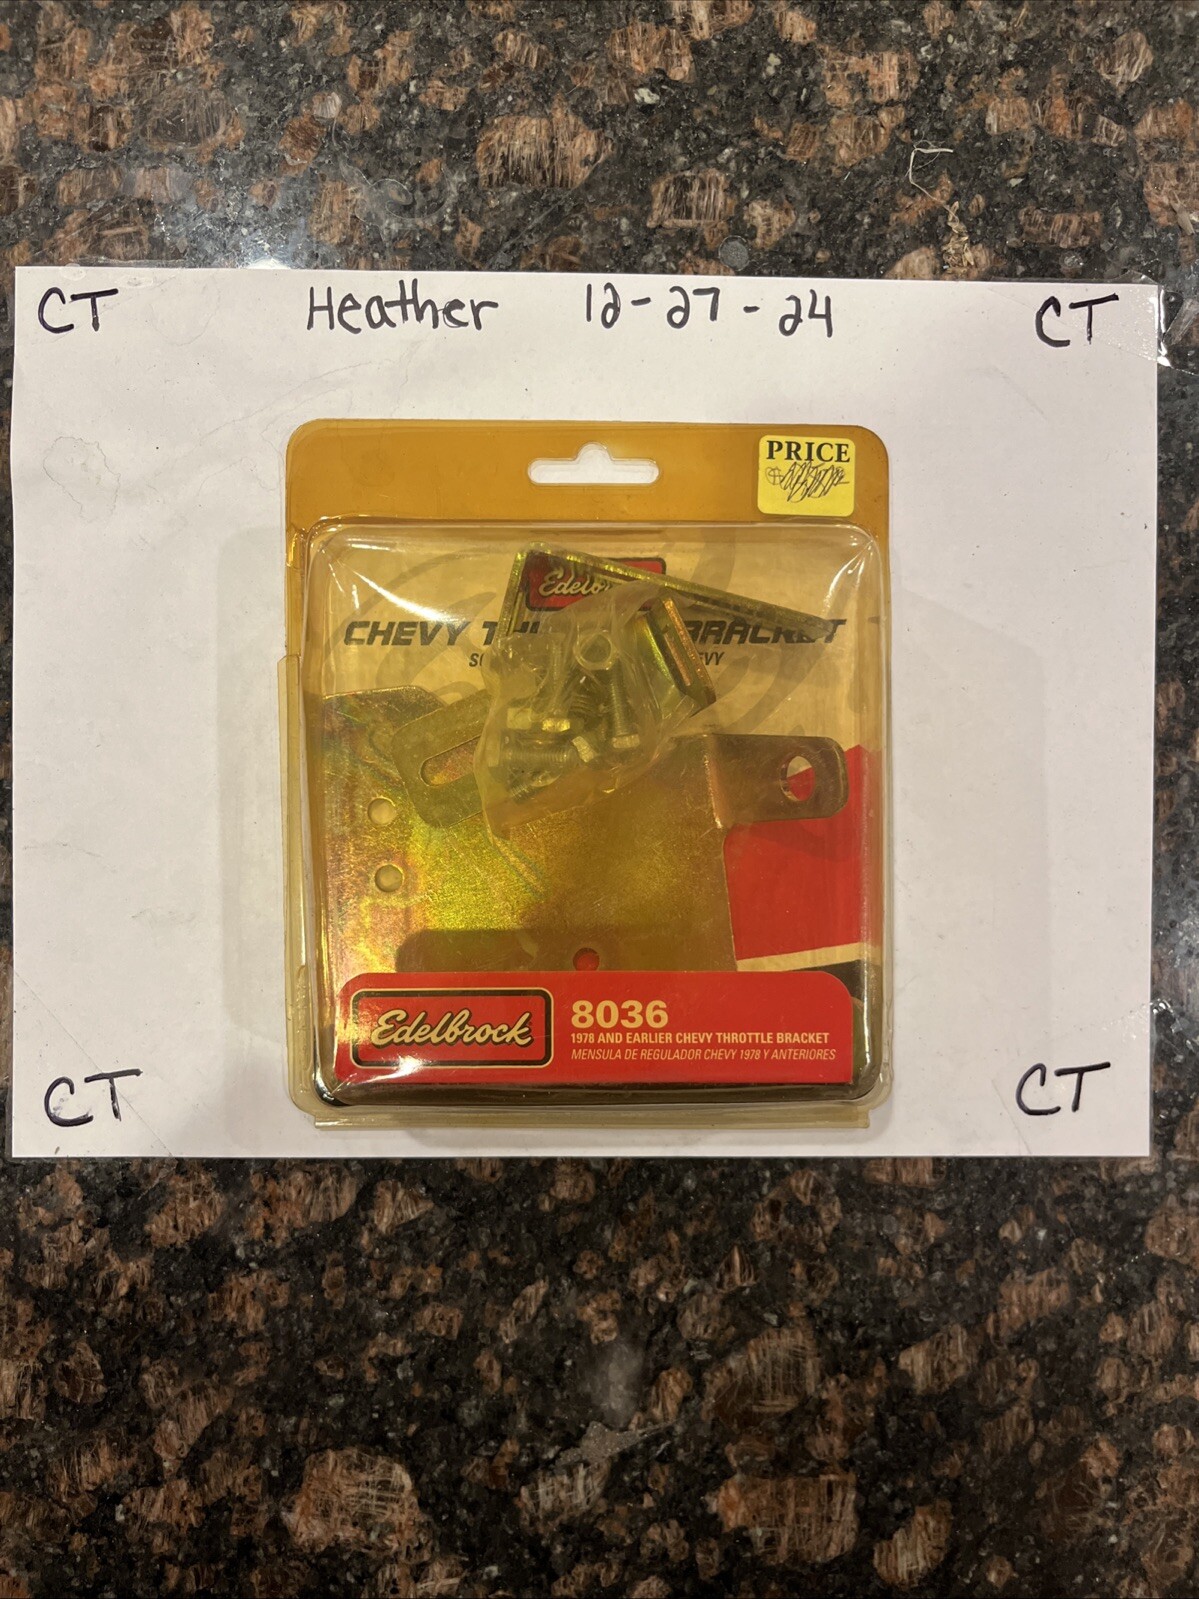 CT Heather 12-27-24 CT
PRICE
Edelbrock
CHEVY BRACKET
Edelbrock 8036
1978 AND EARLIER CHEVY THROTTLE BRACKET
MENSULA DE REGULADOR CHEVY 1978 Y ANTERIORES
CT CT